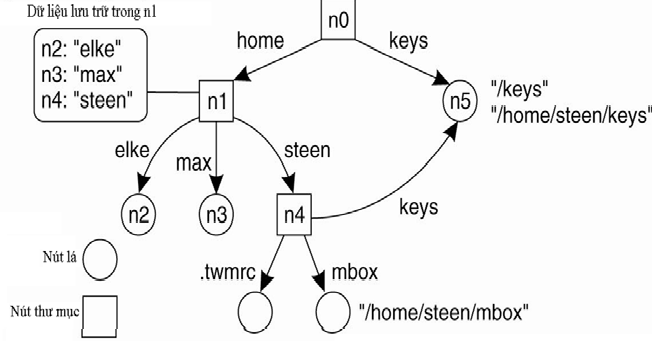 Dữ liệu lưu trữ trong n1
n0
n2: "elke"
n3: "max"
n4: "steen"
home
keys
n1
n5
"/keys"
"/home/steen/keys"
elke
max
steen
n2
n3
n4
keys
Nút lá
.twmrc
mbox
Nút thư mục
"/home/steen/mbox"